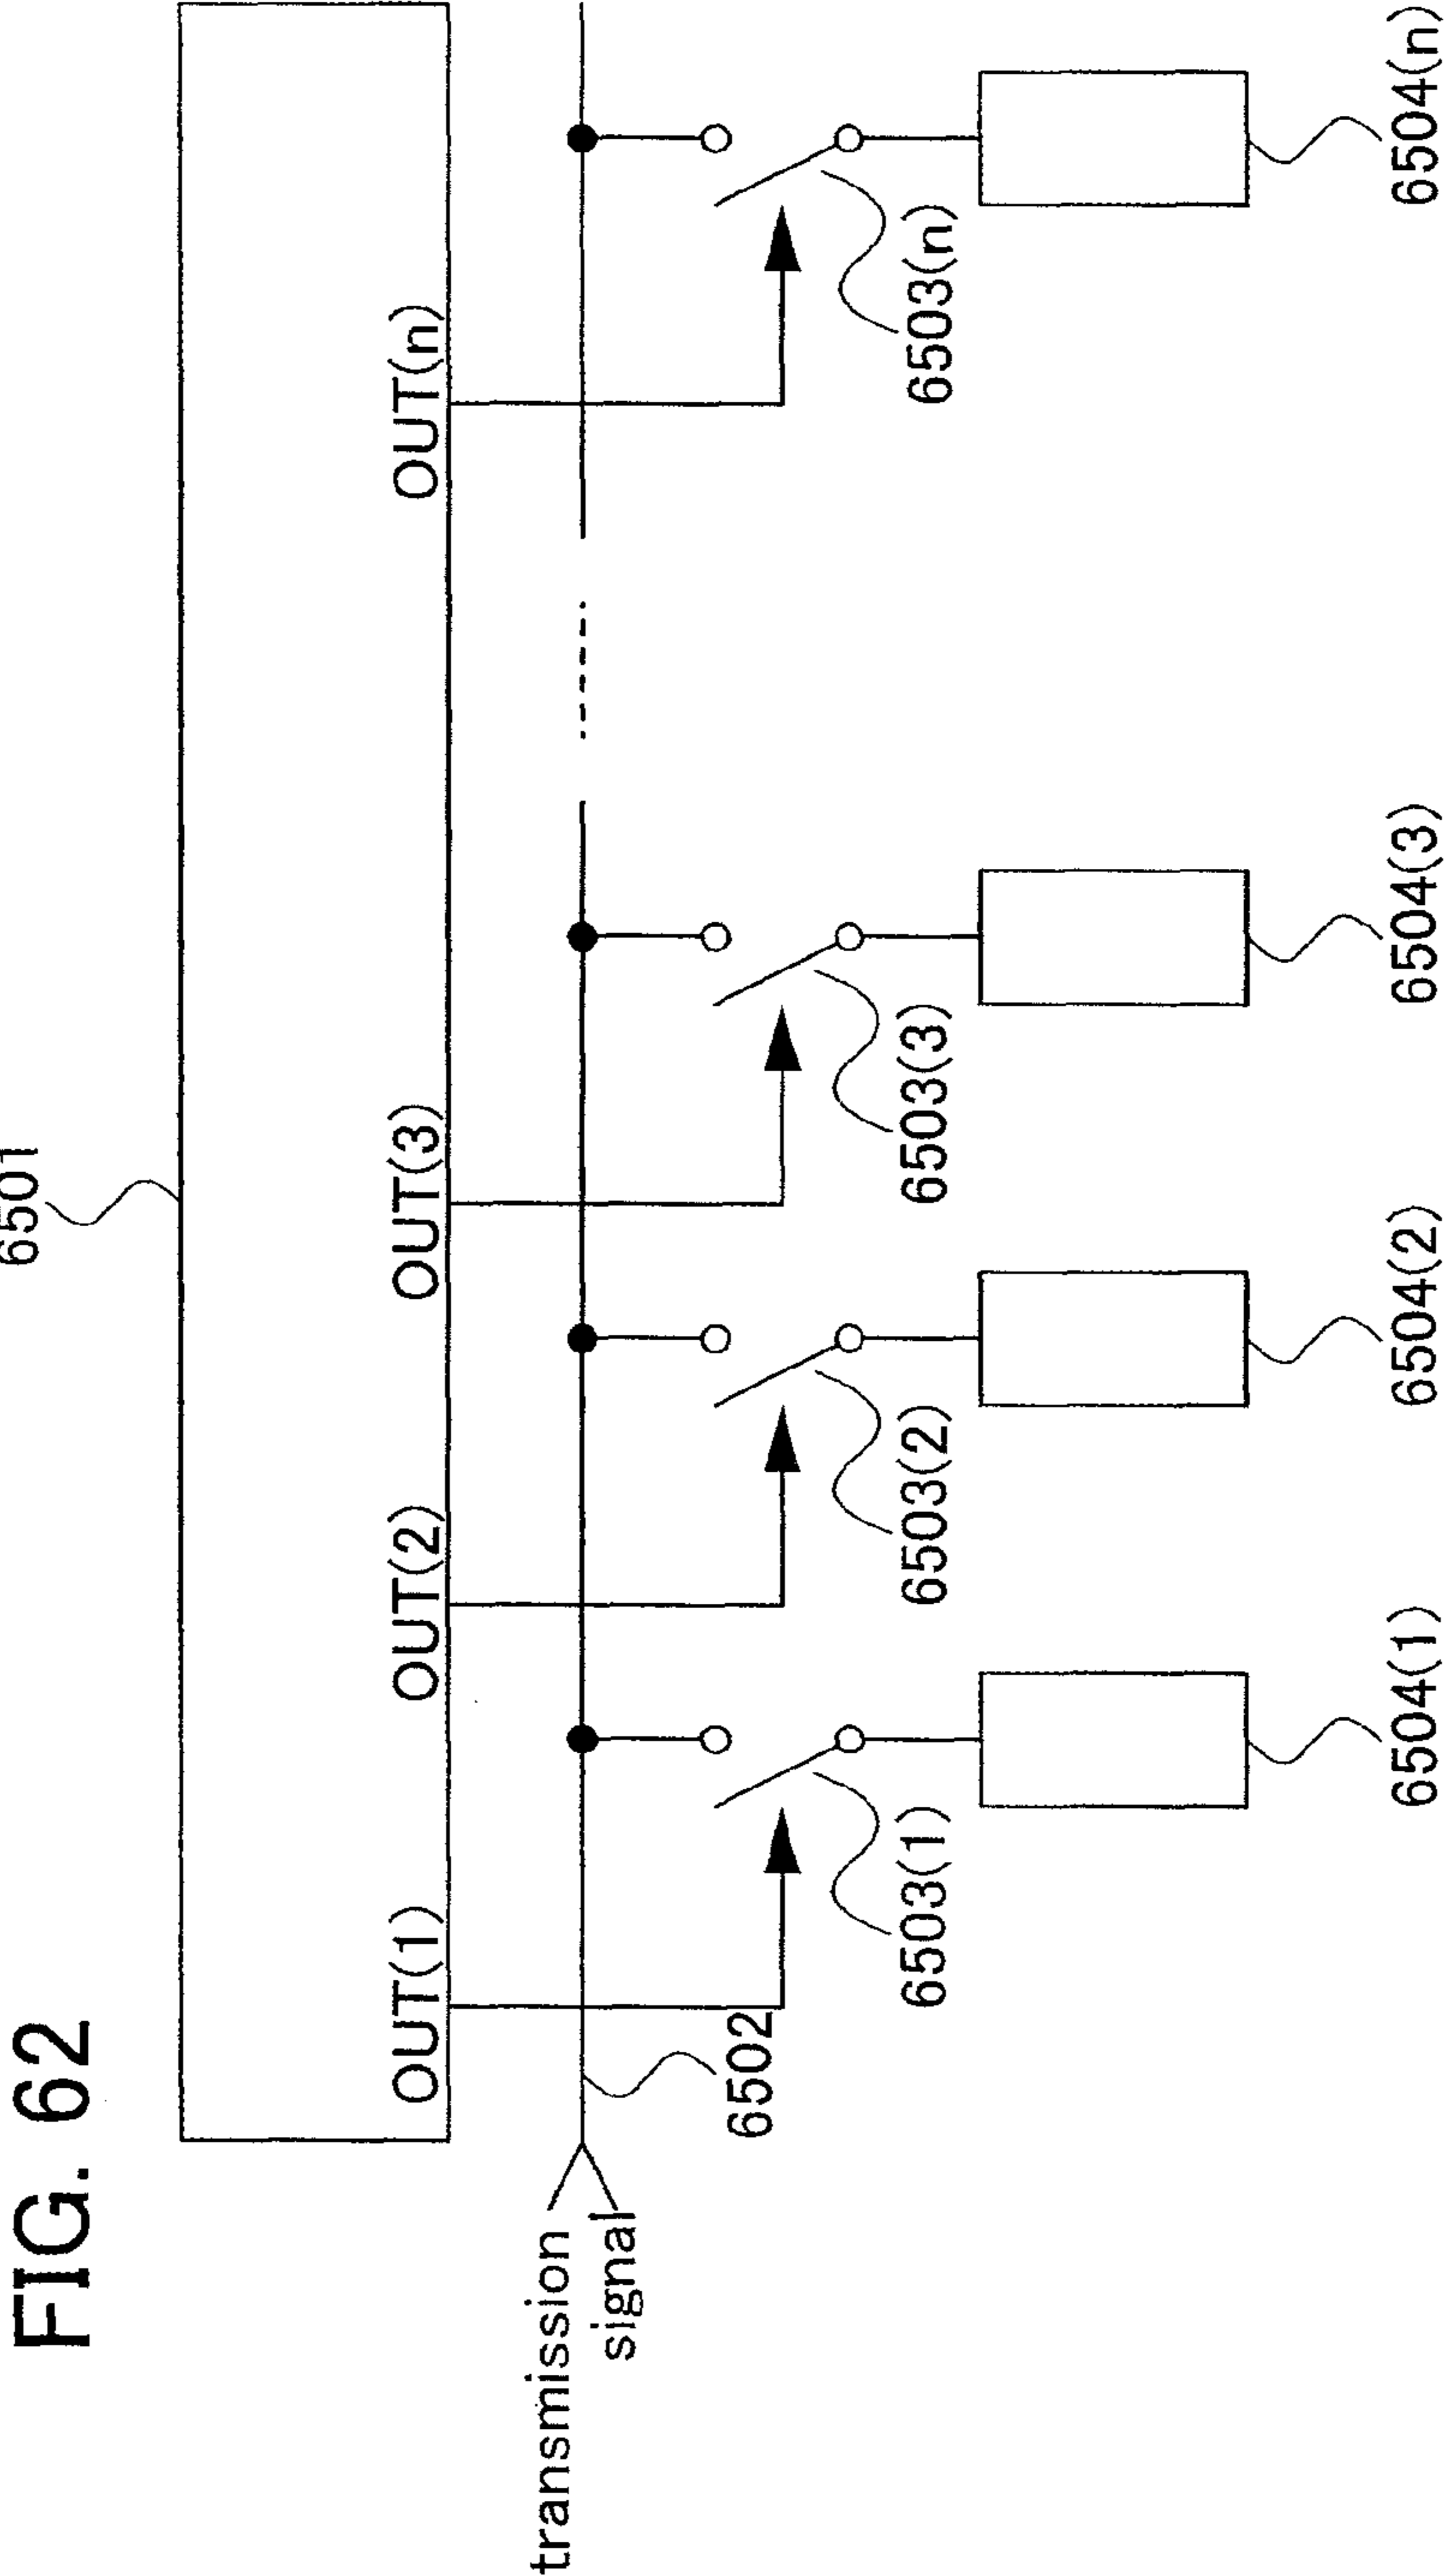 FIG. 62
6501
OUT(1)
OUT(2)
OUT(3)
OUT(n)
transmission
signal
6502
6503(1)
6503(2)
6503(3)
6503(n)
6504(1)
6504(2)
6504(3)
6504(n)